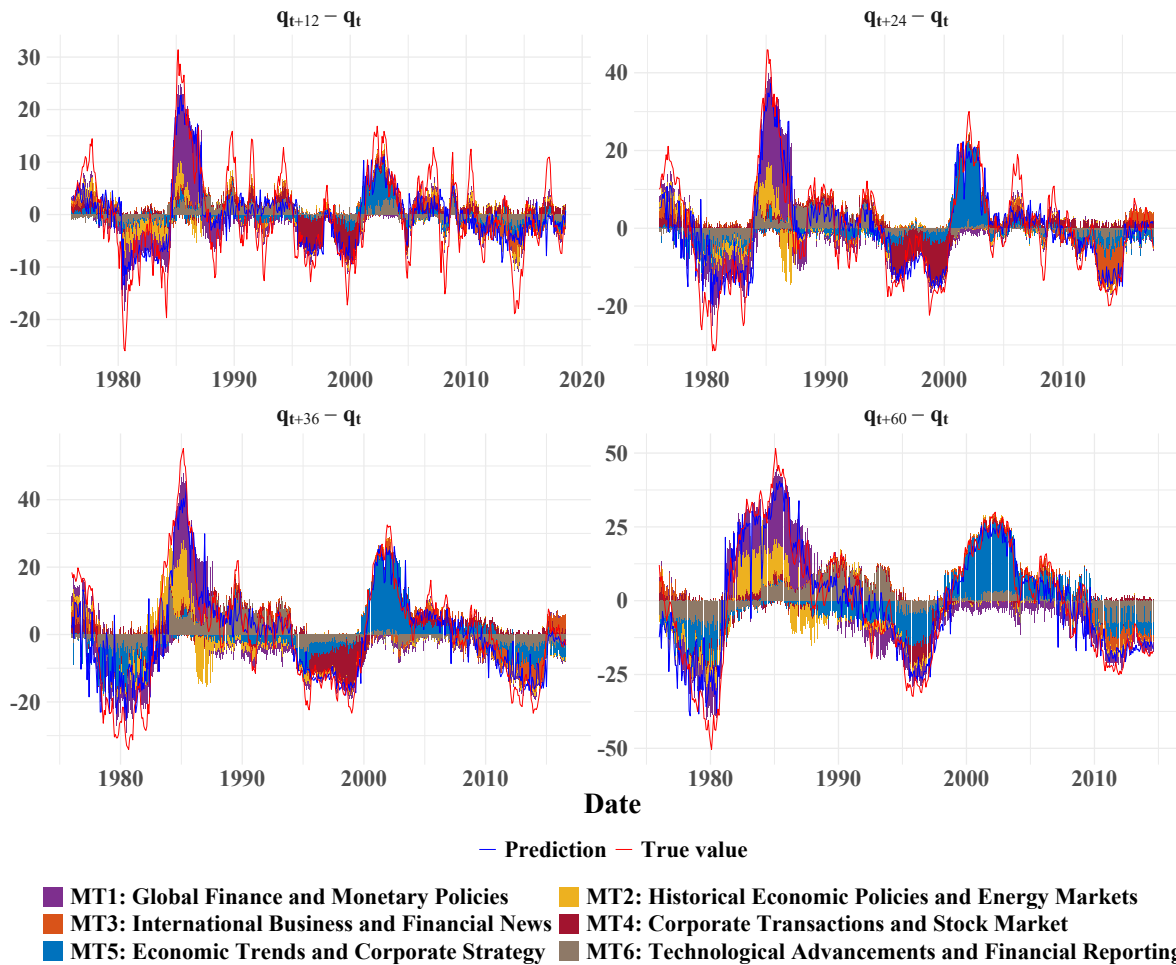 qt+12 − qt
qt+24 − qt
30
20
10
0
-10
-20
1980
1990
2000
2010
2020
40
20
0
-20
1980
1990
2000
2010
qt+36 − qt
qt+60 − qt
40
20
0
-20
1980
1990
2000
2010
50
25
0
-25
-50
1980
1990
2000
2010
Date
Prediction
True value
MT1: Global Finance and Monetary Policies
MT2: Historical Economic Policies and Energy Markets
MT3: International Business and Financial News
MT4: Corporate Transactions and Stock Market
MT5: Economic Trends and Corporate Strategy
MT6: Technological Advancements and Financial Reporting